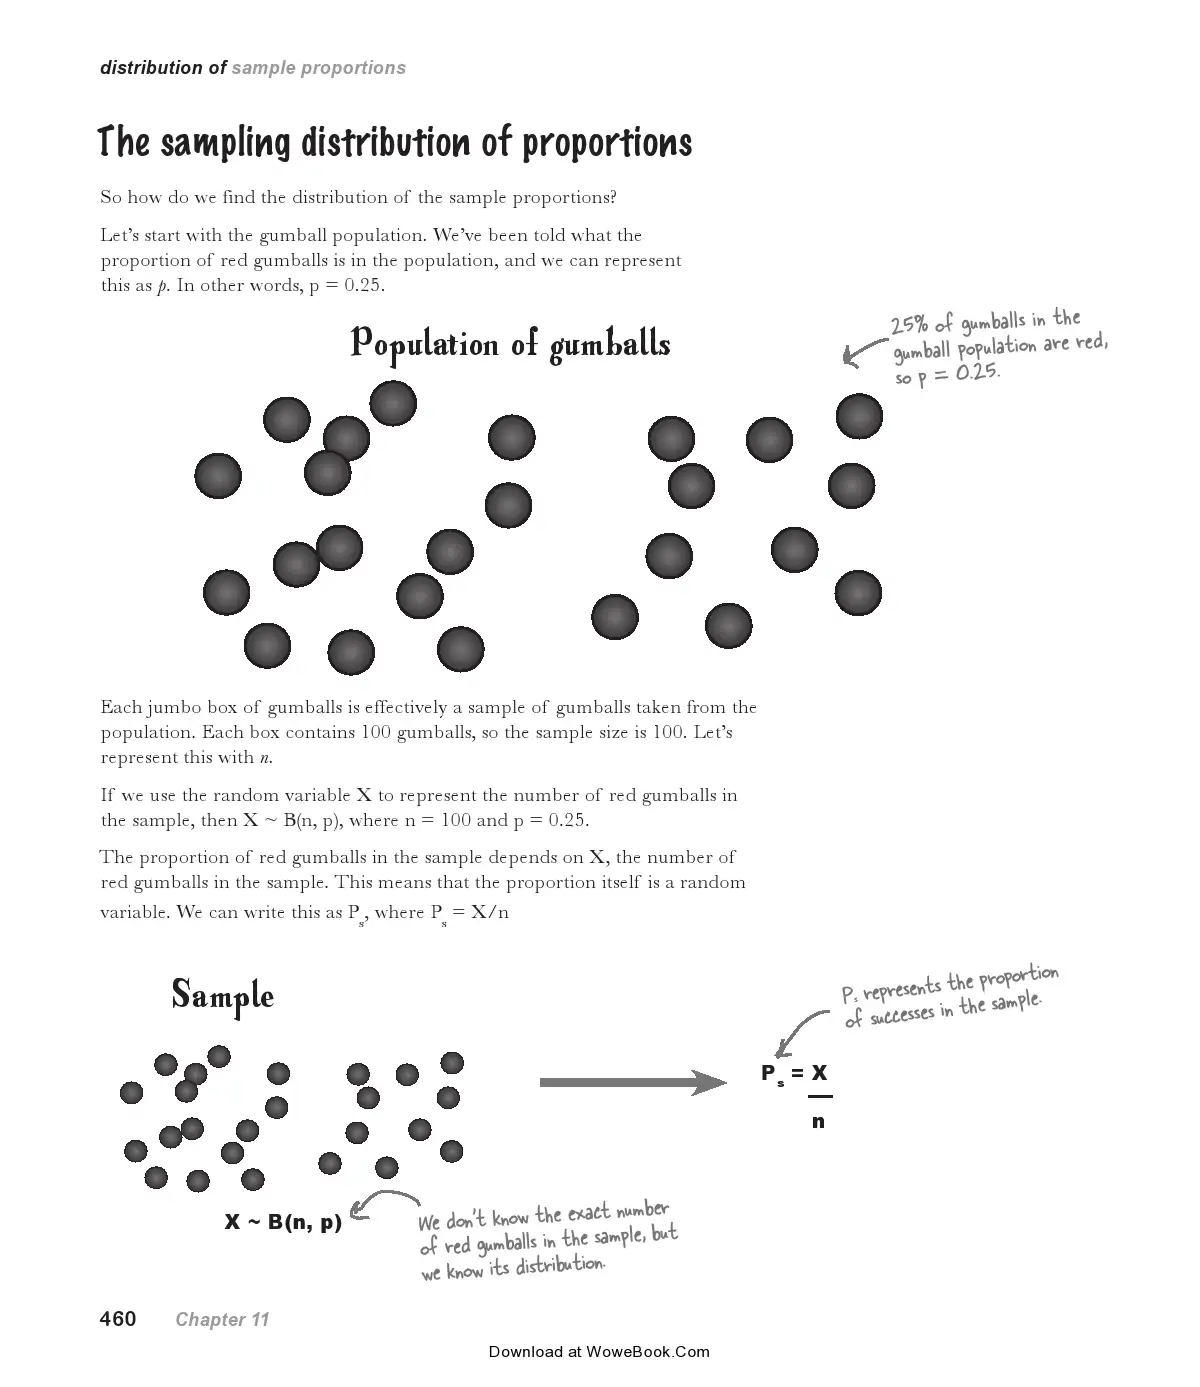 distribution of sample proportions
The sampling distribution of proportions
So how do we find the distribution of the sample proportions?
Let's start with the gumball population. We've been told what the
proportion of red gumballs is in the population, and we can represent
this as p. In other words, p = 0.25.
Population of gumballs
25% of gumballs in the
gumball population are red,
so p = 0.25.
Each jumbo box of gumballs is effectively a sample of gumballs taken from the
population. Each box contains 100 gumballs, so the sample size is 100. Let's
represent this with n.
If we use the random variable X to represent the number of red gumballs in
the sample, then X ~ B(n, p), where n = 100 and p = 0.25.
The proportion of red gumballs in the sample depends on X, the number of
red gumballs in the sample. This means that the proportion itself is a random
variable. We can write this as Ps, where Ps = X/n
Sample
Ps represents the proportion
of successes in the sample.
Ps = X
n
X ~ B(n, p)
We don't know the exact number
of red gumballs in the sample, but
we know its distribution.
460 Chapter 11
Download at WoweBook.Com